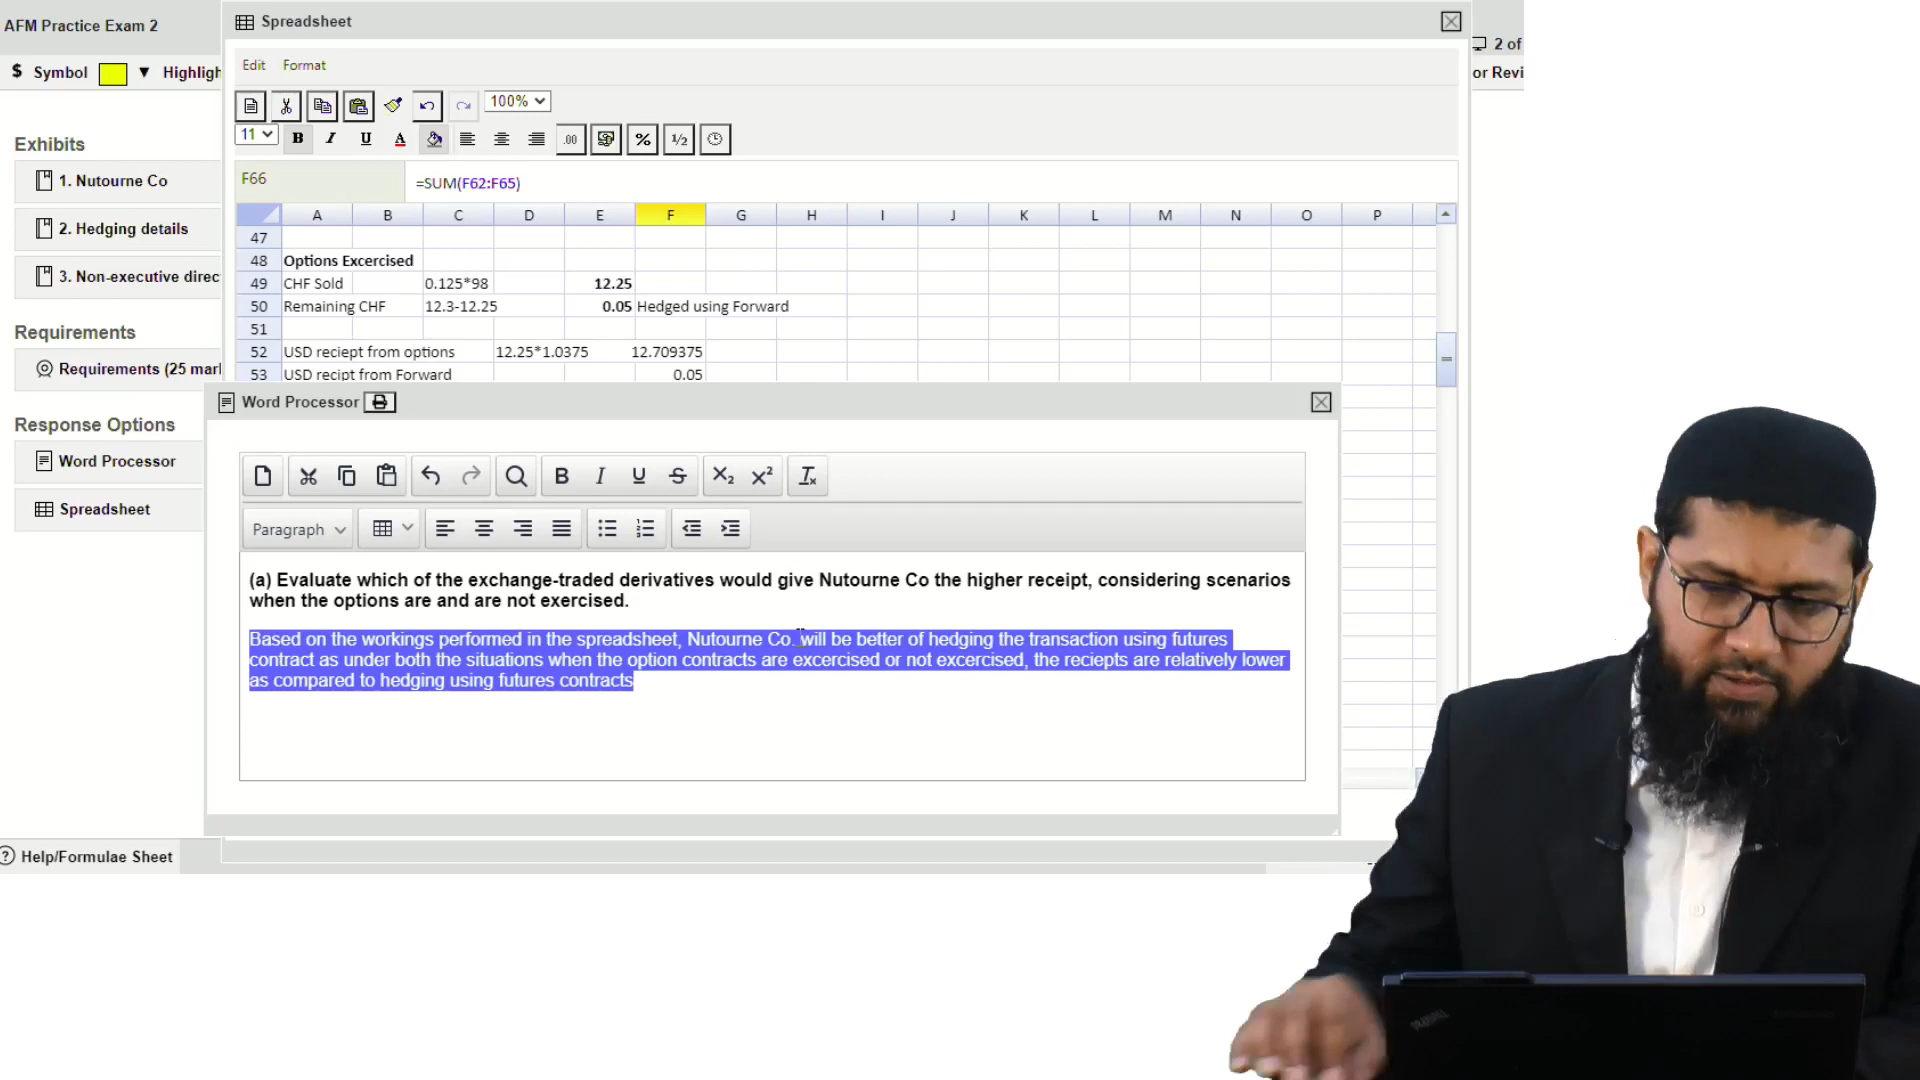 AFM Practice Exam 2
Spreadsheet
2 of
Symbol
Highligh
or Revi
Edit Format
100%
11 B I U A .00 % 1/2
F66 =SUM(F62:F65)
A B C D E F G H I J K L M N O P
47
48 Options Excercised
49 CHF Sold 0.125*98 12.25
50 Remaining CHF 12.3-12.25 0.05 Hedged using Forward
51
52 USD reciept from options 12.25*1.0375 12.709375
53 USD recipt from Forward 0.05
Exhibits
1. Nutourne Co
2. Hedging details
3. Non-executive direc
Requirements
Requirements (25 mar
Response Options
Word Processor
Spreadsheet
Word Processor
B I U S X₂ X² Tx
Paragraph
(a) Evaluate which of the exchange-traded derivatives would give Nutourne Co the higher receipt, considering scenarios
when the options are and are not exercised.
Based on the workings performed in the spreadsheet, Nutourne Co. will be better of hedging the transaction using futures
contract as under both the situations when the option contracts are excercised or not excercised, the reciepts are relatively lower
as compared to hedging using futures contracts
Help/Formulae Sheet